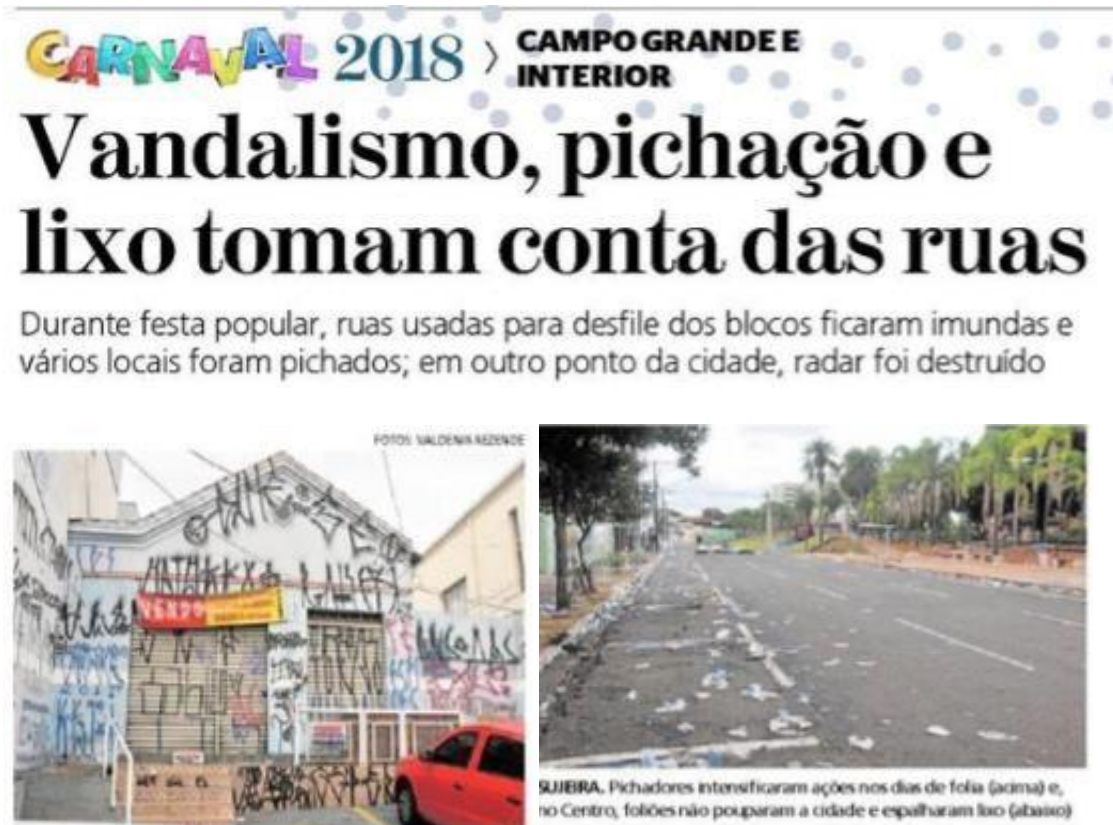 CARNAVAL 2018 > CAMPO GRANDE E
INTERIOR
Vandalismo, pichação e
lixo tomam conta das ruas
Durante festa popular, ruas usadas para desfile dos blocos ficaram imundas e
vários locais foram pichados; em outro ponto da cidade, radar foi destruído
FOTOS: VALDENIR REZENDE
VENDO
SUJEIRA. Pichadores intensificaram ações nos dias de folia (acima) e,
no Centro, foliões não pouparam a cidade e espalharam lixo (abaixo)